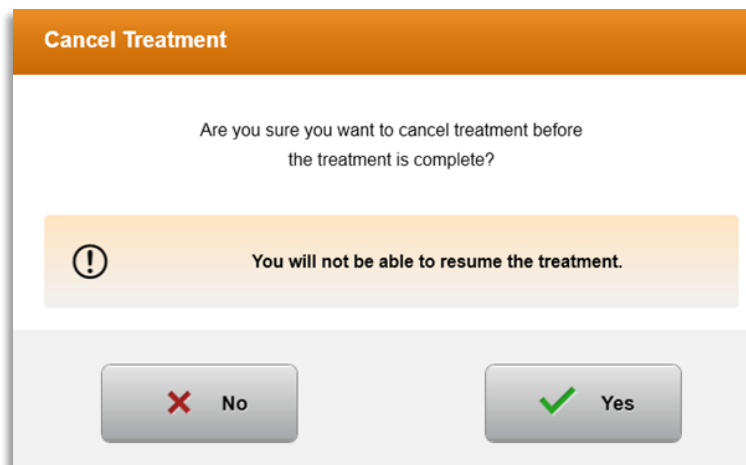 Cancel Treatment
Are you sure you want to cancel treatment before
the treatment is complete?
You will not be able to resume the treatment.
No
Yes